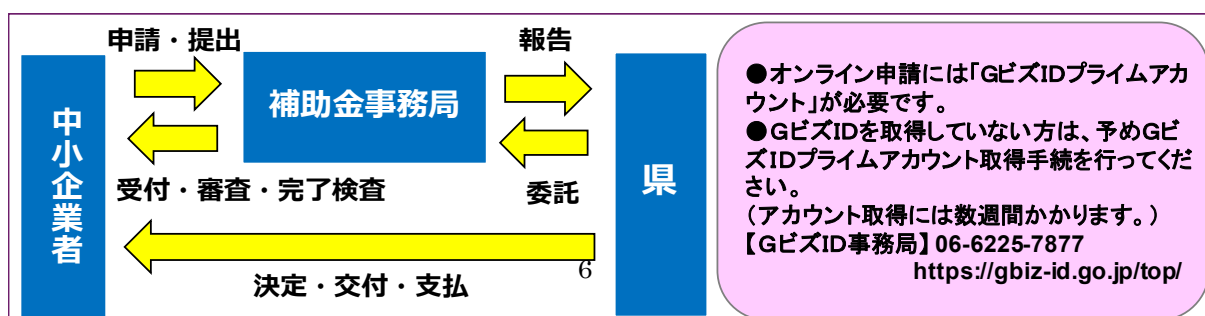 申請・提出
報告
中小企業者
補助金事務局
県
受付・審査・完了検査
委託
6
決定・交付・支払
●オンライン申請には「GビズIDプライムアカ
ウント」が必要です。
●GビズIDを取得していない方は、予めGビ
ズIDプライムアカウント取得手続を行ってくだ
さい。
（アカウント取得には数週間かかります。）
【GビズID事務局】06-6225-7877
https://gbiz-id.go.jp/top/